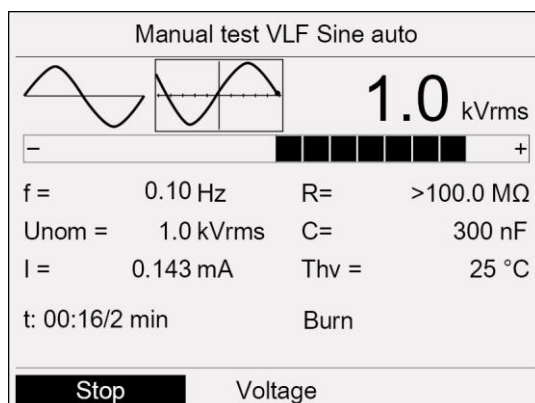 Manual test VLF Sine auto
1.0 kVrms
– +
f = 0.10 Hz R= >100.0 MΩ
Unom = 1.0 kVrms C= 300 nF
I = 0.143 mA Thv = 25 °C
t: 00:16/2 min Burn
Stop Voltage